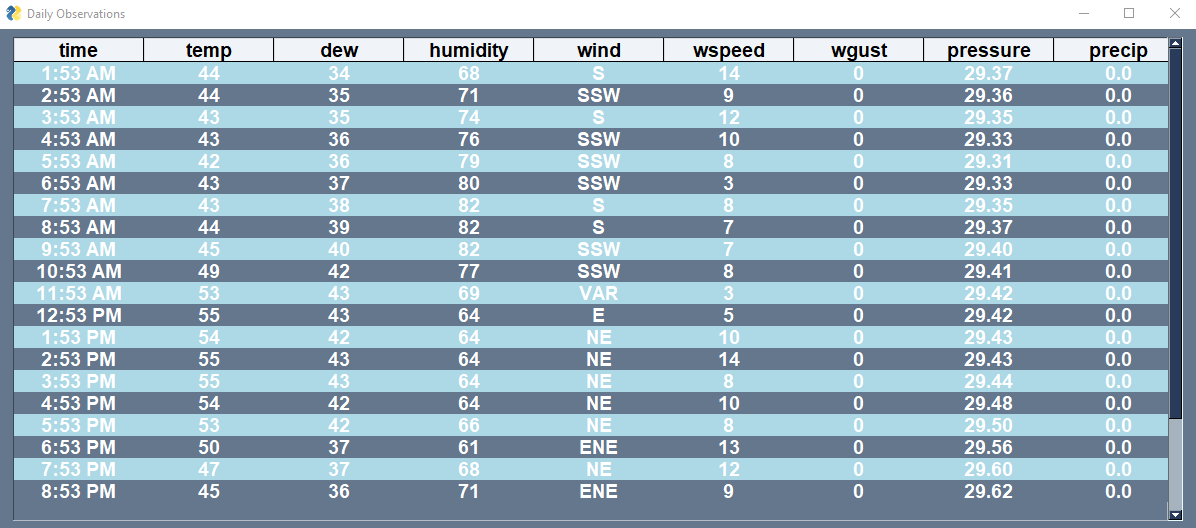 Daily Observations
time temp dew humidity wind wspeed wgust pressure precip
1:53 AM 44 34 68 S 14 0 29.37 0.0
2:53 AM 44 35 71 SSW 9 0 29.36 0.0
3:53 AM 43 35 74 S 12 0 29.35 0.0
4:53 AM 43 36 76 SSW 10 0 29.33 0.0
5:53 AM 42 36 79 SSW 8 0 29.31 0.0
6:53 AM 43 37 80 SSW 3 0 29.33 0.0
7:53 AM 43 38 82 S 8 0 29.35 0.0
8:53 AM 44 39 82 S 7 0 29.37 0.0
9:53 AM 45 40 82 SSW 7 0 29.40 0.0
10:53 AM 49 42 77 SSW 8 0 29.41 0.0
11:53 AM 53 43 69 VAR 3 0 29.42 0.0
12:53 PM 55 43 64 E 5 0 29.42 0.0
1:53 PM 54 42 64 NE 10 0 29.43 0.0
2:53 PM 55 43 64 NE 14 0 29.43 0.0
3:53 PM 55 43 64 NE 8 0 29.44 0.0
4:53 PM 54 42 64 NE 10 0 29.48 0.0
5:53 PM 53 42 66 NE 8 0 29.50 0.0
6:53 PM 50 37 61 ENE 13 0 29.56 0.0
7:53 PM 47 37 68 NE 12 0 29.60 0.0
8:53 PM 45 36 71 ENE 9 0 29.62 0.0